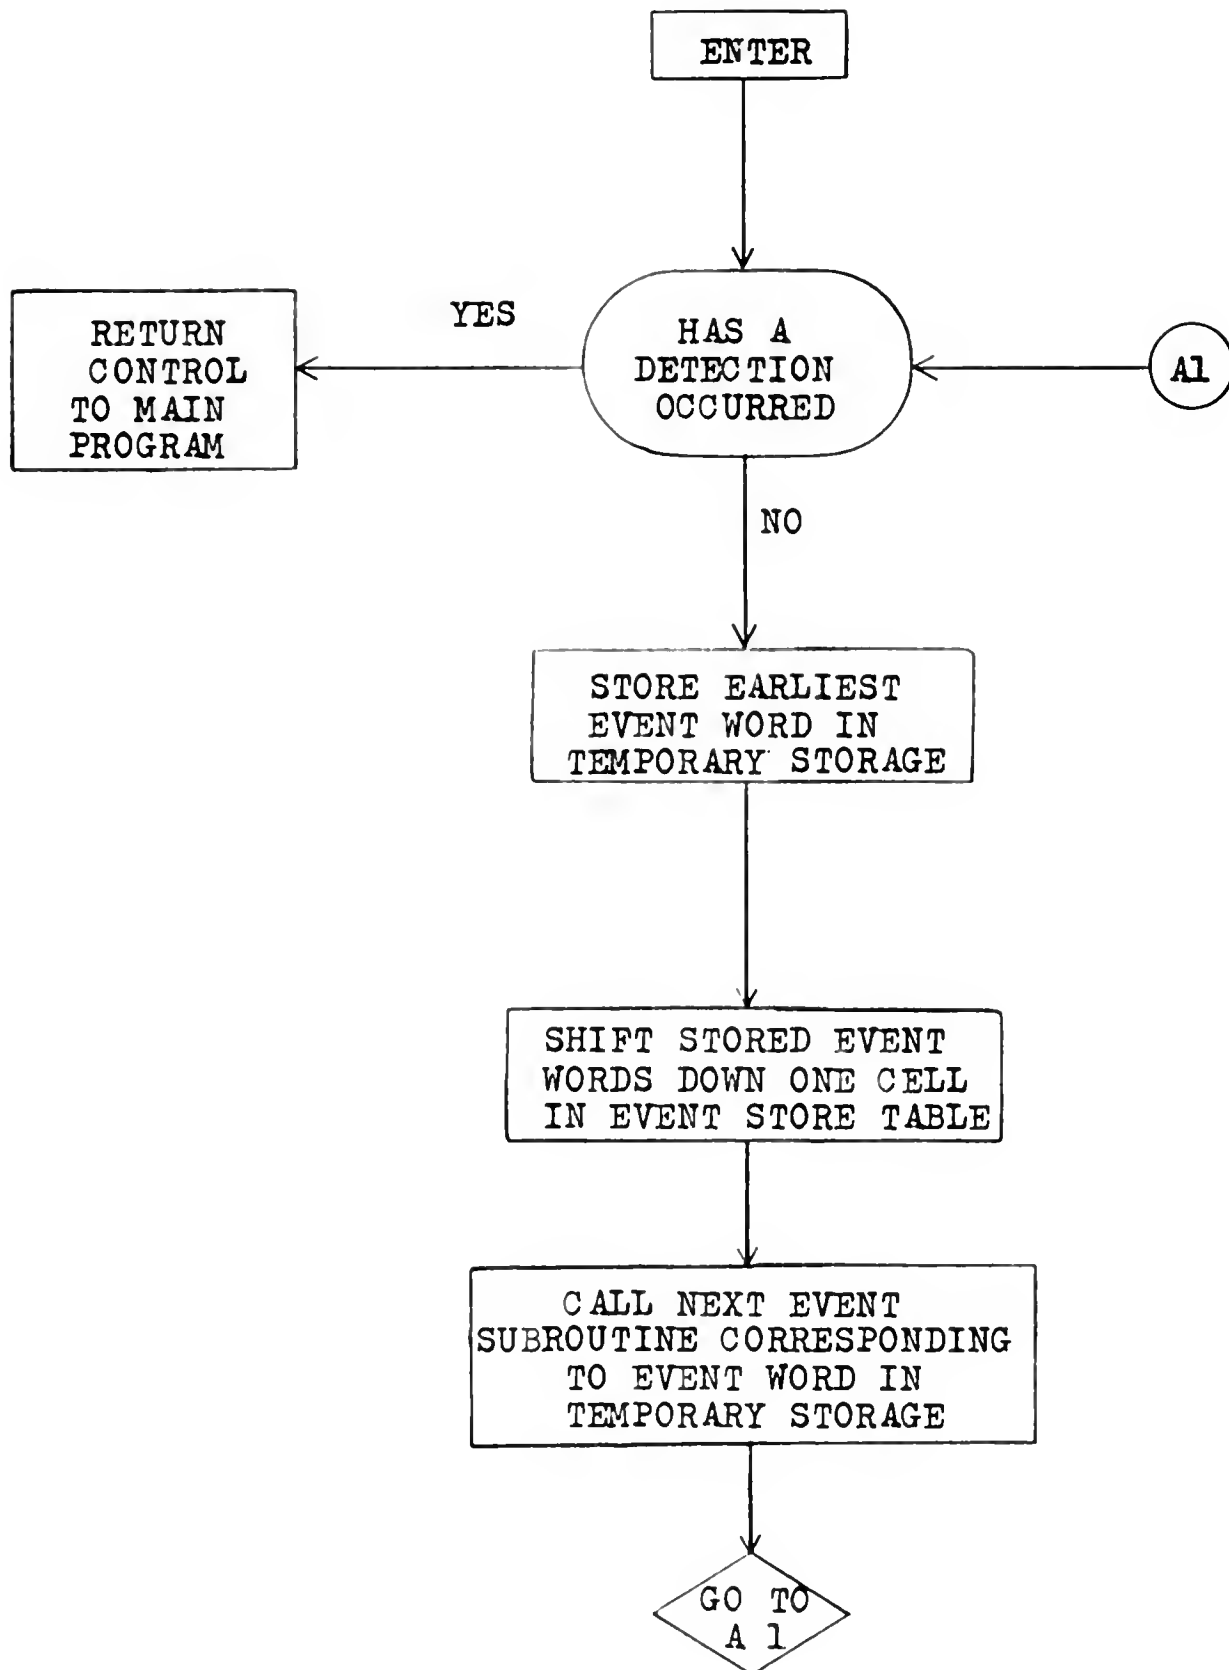 ENTER
YES
RETURN
CONTROL
TO MAIN
PROGRAM
HAS A
DETECTION
OCCURRED
A1
NO
STORE EARLIEST
EVENT WORD IN
TEMPORARY STORAGE
SHIFT STORED EVENT
WORDS DOWN ONE CELL
IN EVENT STORE TABLE
CALL NEXT EVENT
SUBROUTINE CORRESPONDING
TO EVENT WORD IN
TEMPORARY STORAGE
GO TO
A 1